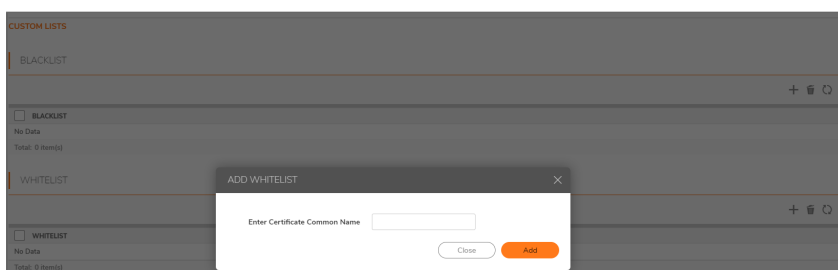 CUSTOM LISTS
BLACKLIST
BLACKLIST
No Data
Total: 0 item(s)
WHITELIST
ADD WHITELIST
Enter Certificate Common Name
Close Add
WHITELIST
No Data
Total: 0 item(s)